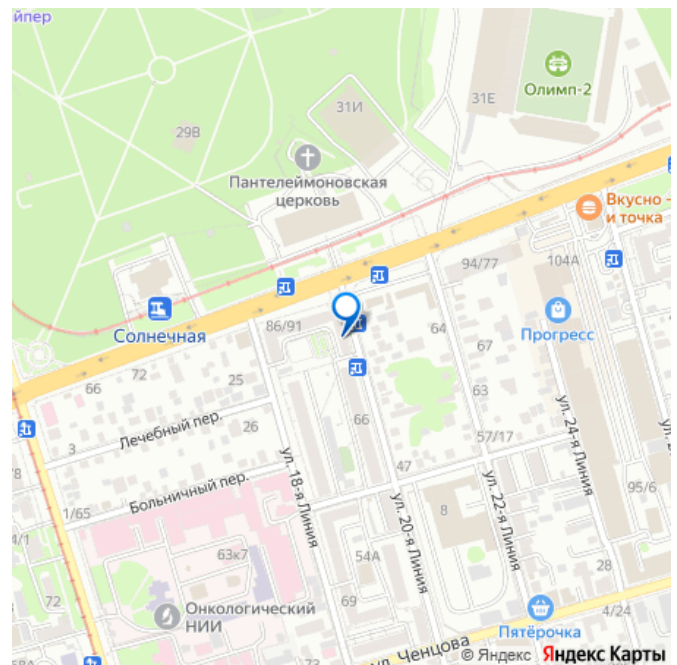 йпер
Олимп-2
31Е
31И
29В
Пантелеймоновская
церковь
Вкусно -
и точка
94/77
104А
Солнечная
86/91
64
Прогресс
67
72
66
25
63
Лечебный пер.
66
3
26
57/17
ул. 24-я Линия
47
Больничный пер.
95/6
1/65
ул. 18-я Линия
ул. 20-я Линия
ул. 22-я Линия
8
4/1
63к7
54А
28
72
69
Онкологический
НИИ
Пятёрочка
4/24
ул. Ченцова
73
© Яндекс Яндекс Карты